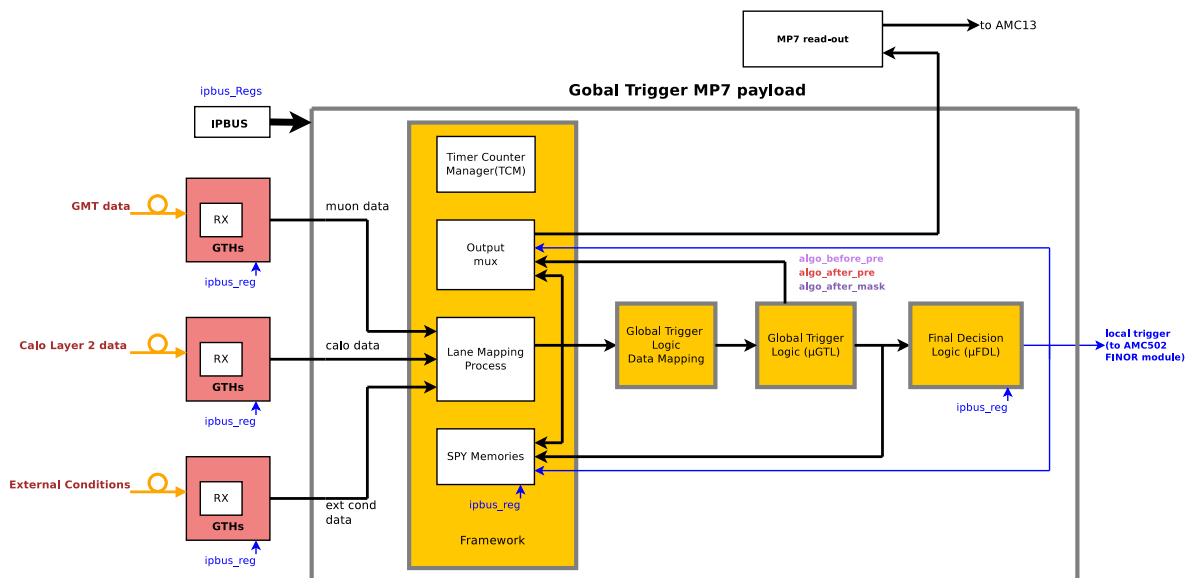 MP7 read-out
to AMC13
ipbus_Regs
IPBUS
Gobal Trigger MP7 payload
Timer Counter
Manager(TCM)
GMT data
RX
GTHs
ipbus_reg
muon data
Output
mux
algo_before_pre
algo_after_pre
algo_after_mask
Calo Layer 2 data
RX
GTHs
ipbus_reg
calo data
Lane Mapping
Process
Global Trigger
Logic
Data Mapping
Global Trigger
Logic (μGTL)
Final Decision
Logic (μFDL)
ipbus_reg
local trigger
(to AMC502
FINOR module)
External Conditions
RX
GTHs
ipbus_reg
ext cond
data
SPY Memories
ipbus_reg
Framework